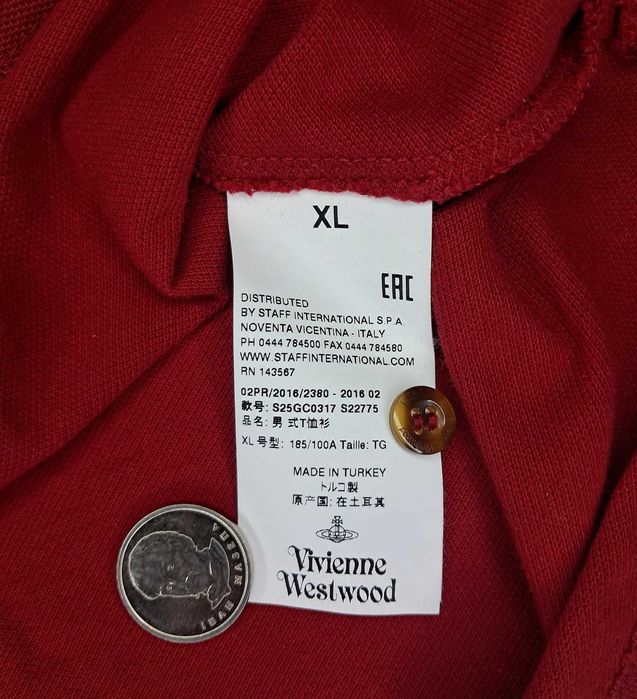 XL
EAC
DISTRIBUTED
BY STAFF INTERNATIONAL S.P.A.
NOVENTA VICENTINA - ITALY
PH 0444 784500 FAX 0444 784580
WWW.STAFFINTERNATIONAL.COM
RN 143567
02PR/2016/2380 - 2016 02
款号: S25GC0317 S22775
品名: 男 式T恤衫
XL 号型: 185/100A Taille: TG
MADE IN TURKEY
トルコ製
原产国: 在土耳其
Vivienne
Westwood
ІВАН МАЗЕПА